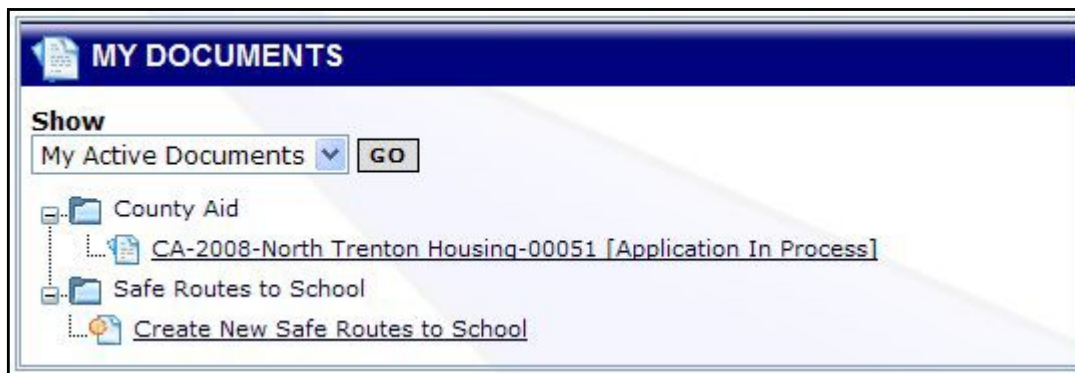 MY DOCUMENTS
Show
My Active Documents GO
County Aid
CA-2008-North Trenton Housing-00051 [Application In Process]
Safe Routes to School
Create New Safe Routes to School